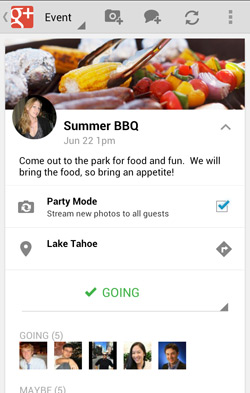 g+ Event
Summer BBQ
Jun 22 1pm
Come out to the park for food and fun.  We will
bring the food, so bring an appetite!
Party Mode
Stream new photos to all guests
Lake Tahoe
GOING
GOING (5)
MAYBE (5)